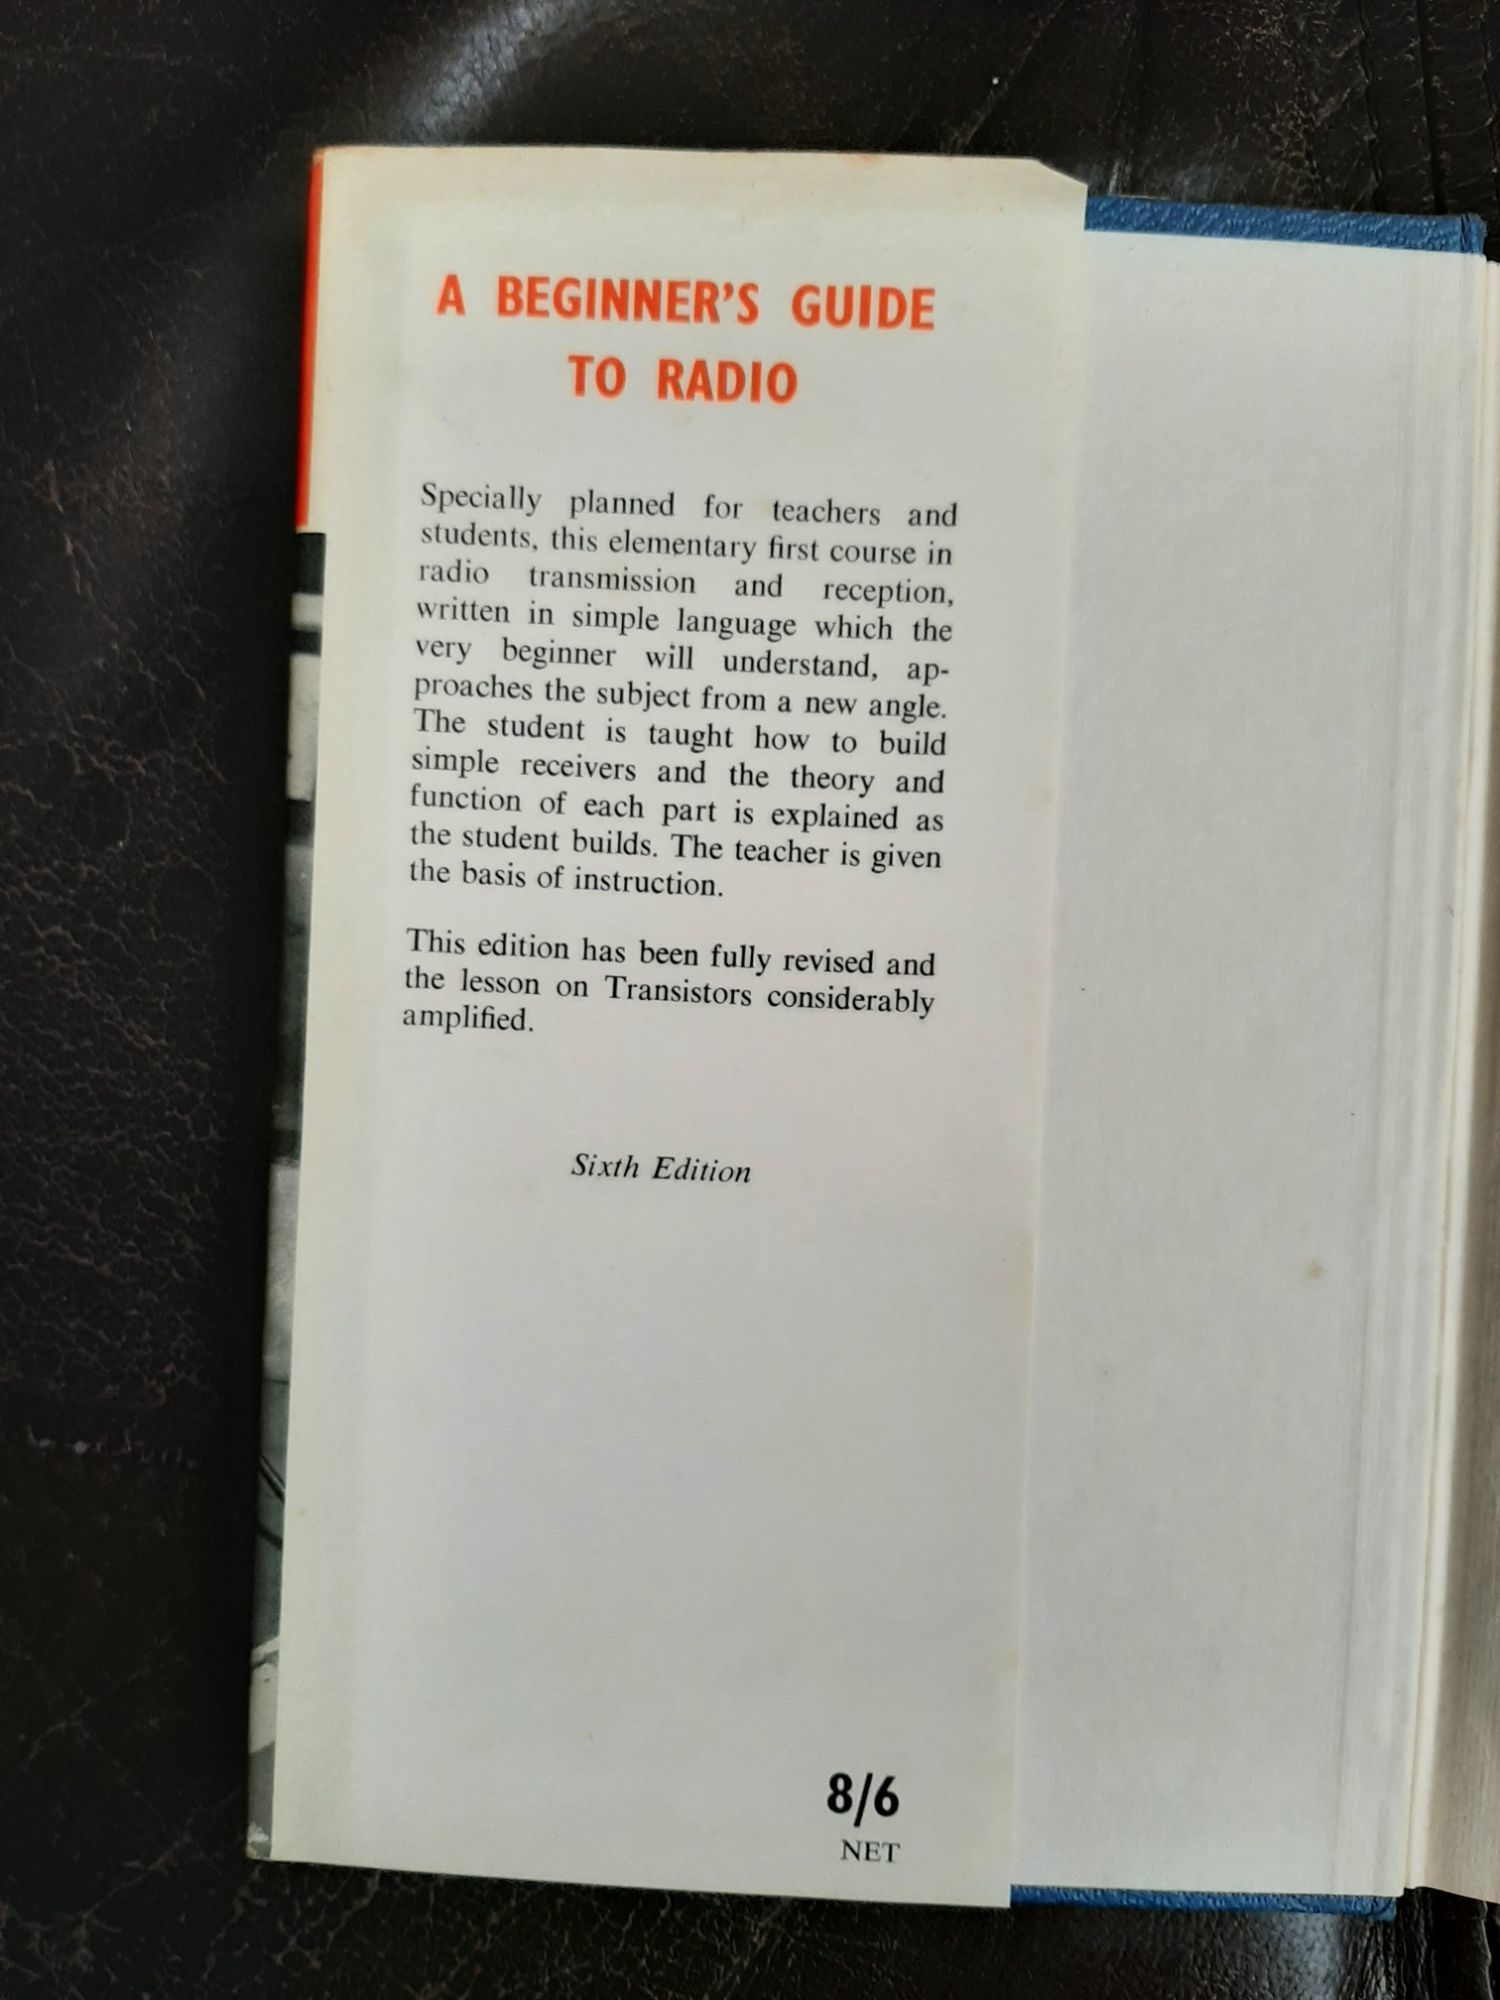 A BEGINNER'S GUIDE
TO RADIO
Specially planned for teachers and
students, this elementary first course in
radio transmission and reception,
written in simple language which the
very beginner will understand, ap-
proaches the subject from a new angle.
The student is taught how to build
simple receivers and the theory and
function of each part is explained as
the student builds. The teacher is given
the basis of instruction.
This edition has been fully revised and
the lesson on Transistors considerably
amplified.
Sixth Edition
8/6
NET